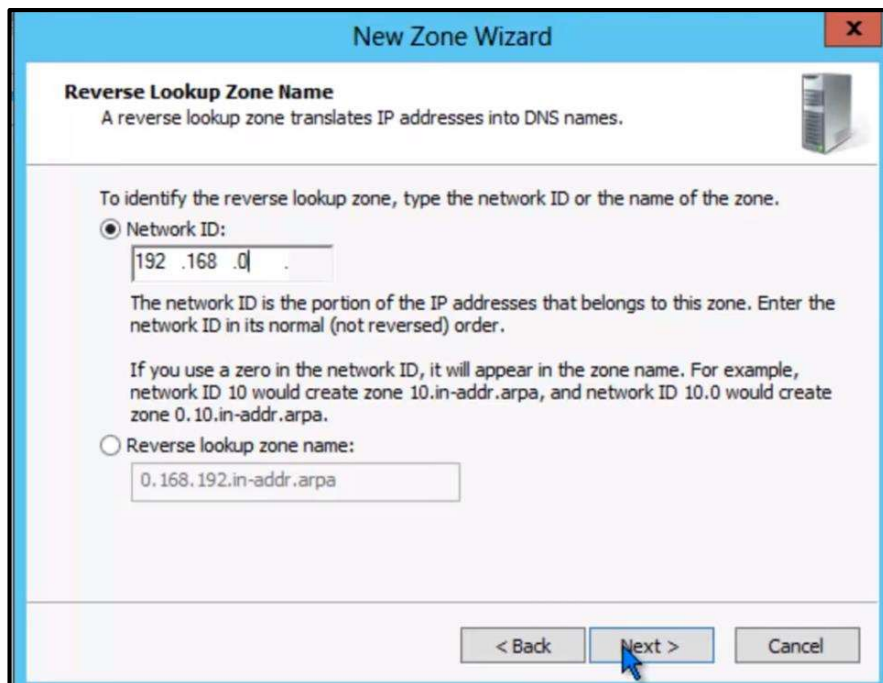 New Zone Wizard
x
Reverse Lookup Zone Name
A reverse lookup zone translates IP addresses into DNS names.
To identify the reverse lookup zone, type the network ID or the name of the zone.
Network ID:
192 .168 .0 .
The network ID is the portion of the IP addresses that belongs to this zone. Enter the
network ID in its normal (not reversed) order.
If you use a zero in the network ID, it will appear in the zone name. For example,
network ID 10 would create zone 10.in-addr.arpa, and network ID 10.0 would create
zone 0.10.in-addr.arpa.
Reverse lookup zone name:
0.168.192.in-addr.arpa
< Back Next > Cancel